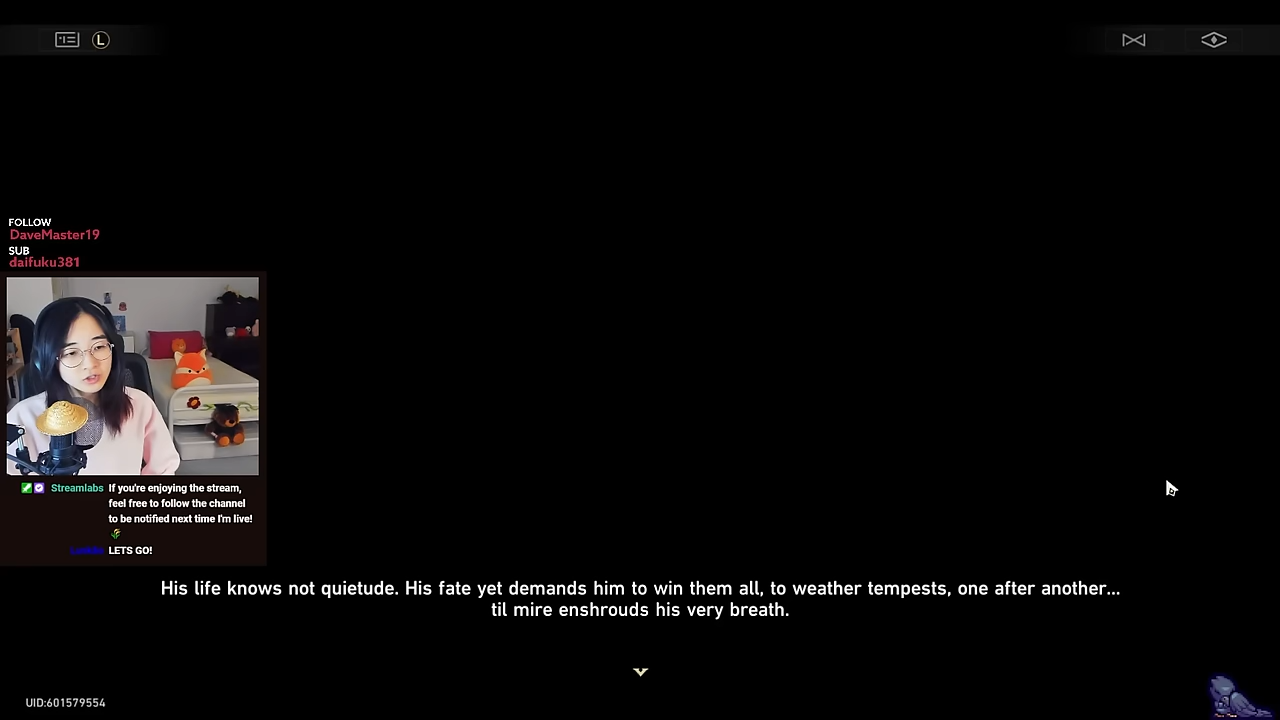 L
FOLLOW
DaveMaster19
SUB
daifuku381
Streamlabs If you're enjoying the stream,
feel free to follow the channel
to be notified next time I'm live!
LETS GO!
His life knows not quietude. His fate yet demands him to win them all, to weather tempests, one after another...
til mire enshrouds his very breath.
UID:601579554